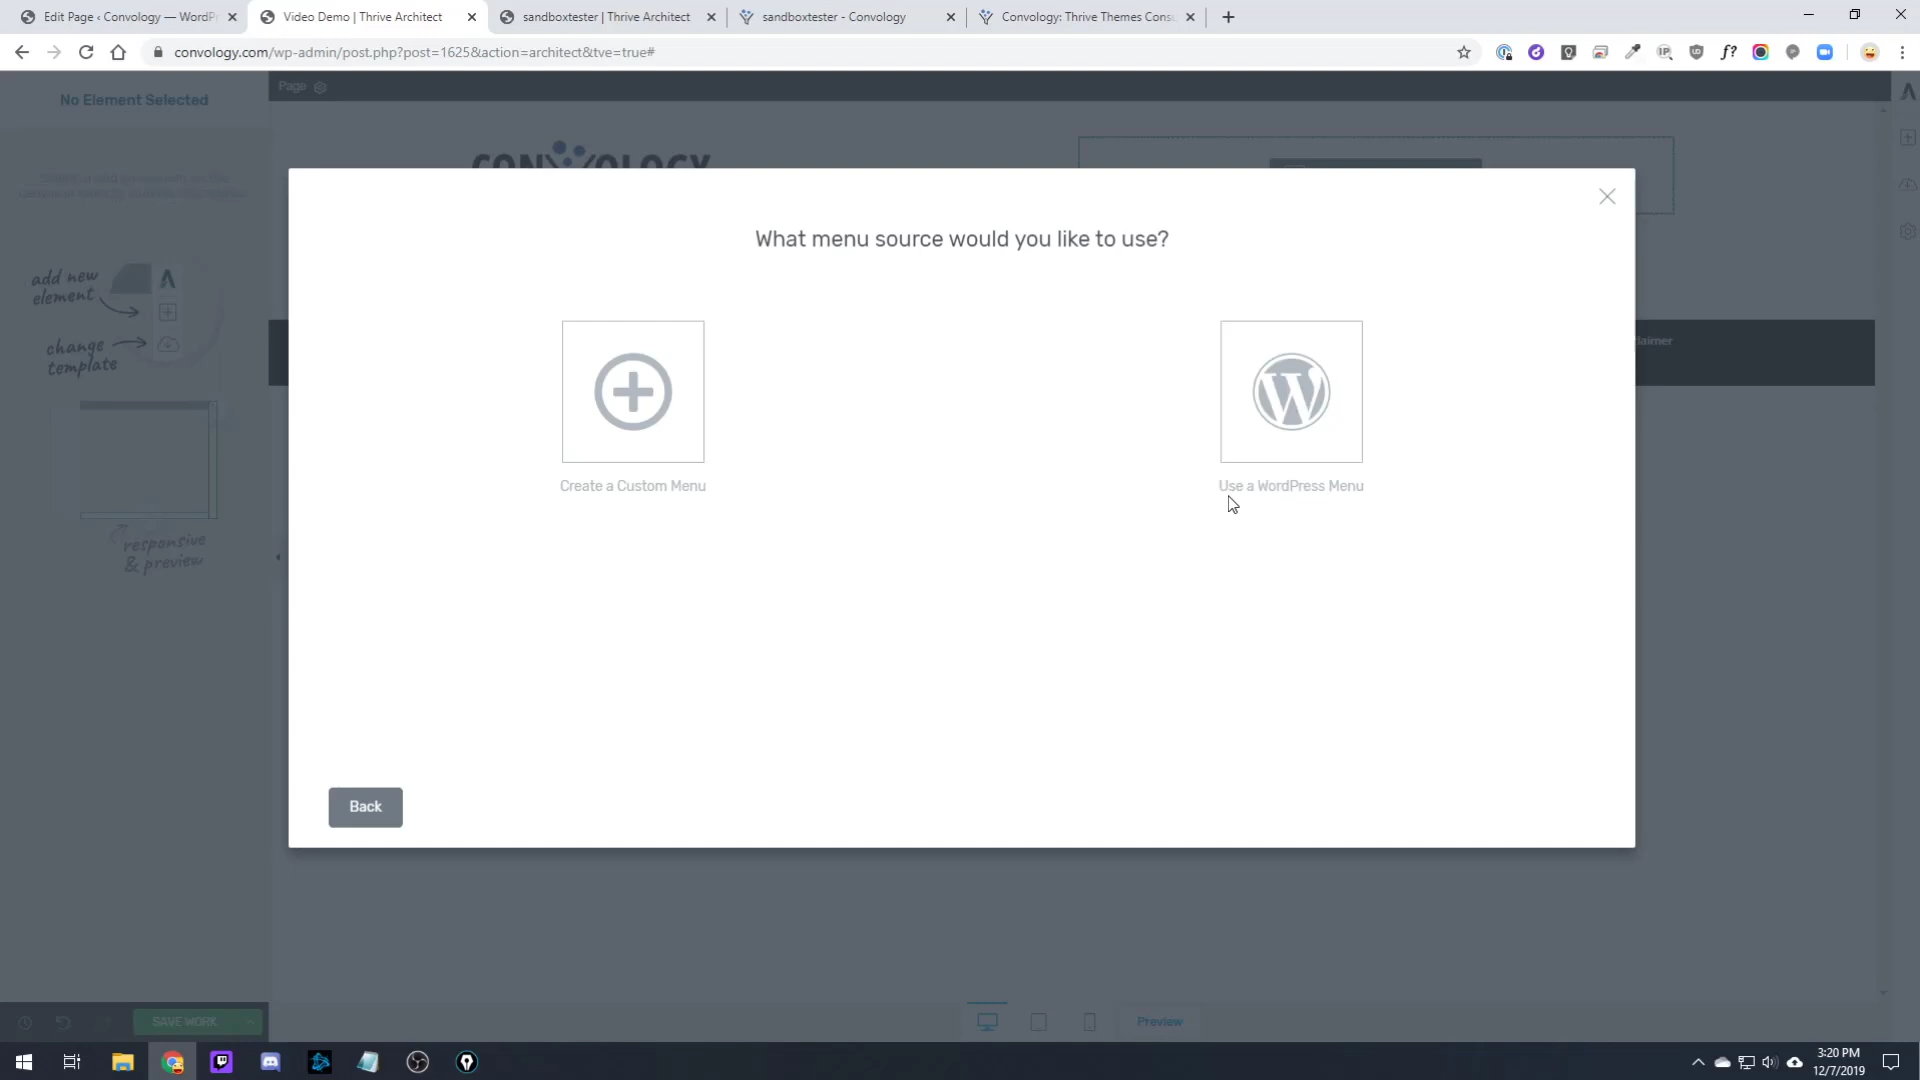 Edit Page ‹ Convology — WordP
Video Demo | Thrive Architect
sandboxtester | Thrive Architect
sandboxtester - Convology
Convology: Thrive Themes Cons
convology.com/wp-admin/post.php?post=1625&action=architect&tve=true#
No Element Selected
Page
CONVOLOGY
What menu source would you like to use?
add new
element
change
template
claimer
Create a Custom Menu
Use a WordPress Menu
responsive
& preview
Back
SAVE WORK
Preview
3:20 PM
12/7/2019